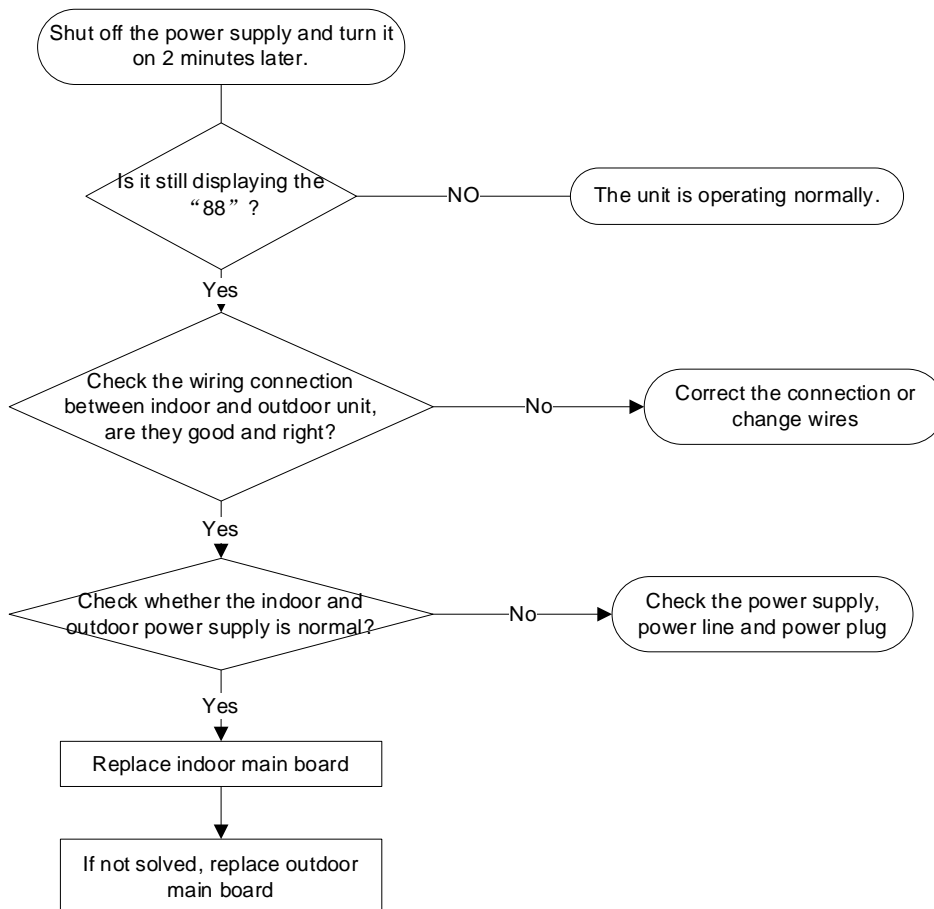 Shut off the power supply and turn it
on 2 minutes later.
Is it still displaying the
“88” ?
NO
The unit is operating normally.
Yes
Check the wiring connection
between indoor and outdoor unit,
are they good and right?
No
Correct the connection or
change wires
Yes
Check whether the indoor and
outdoor power supply is normal?
No
Check the power supply,
power line and power plug
Yes
Replace indoor main board
If not solved, replace outdoor
main board